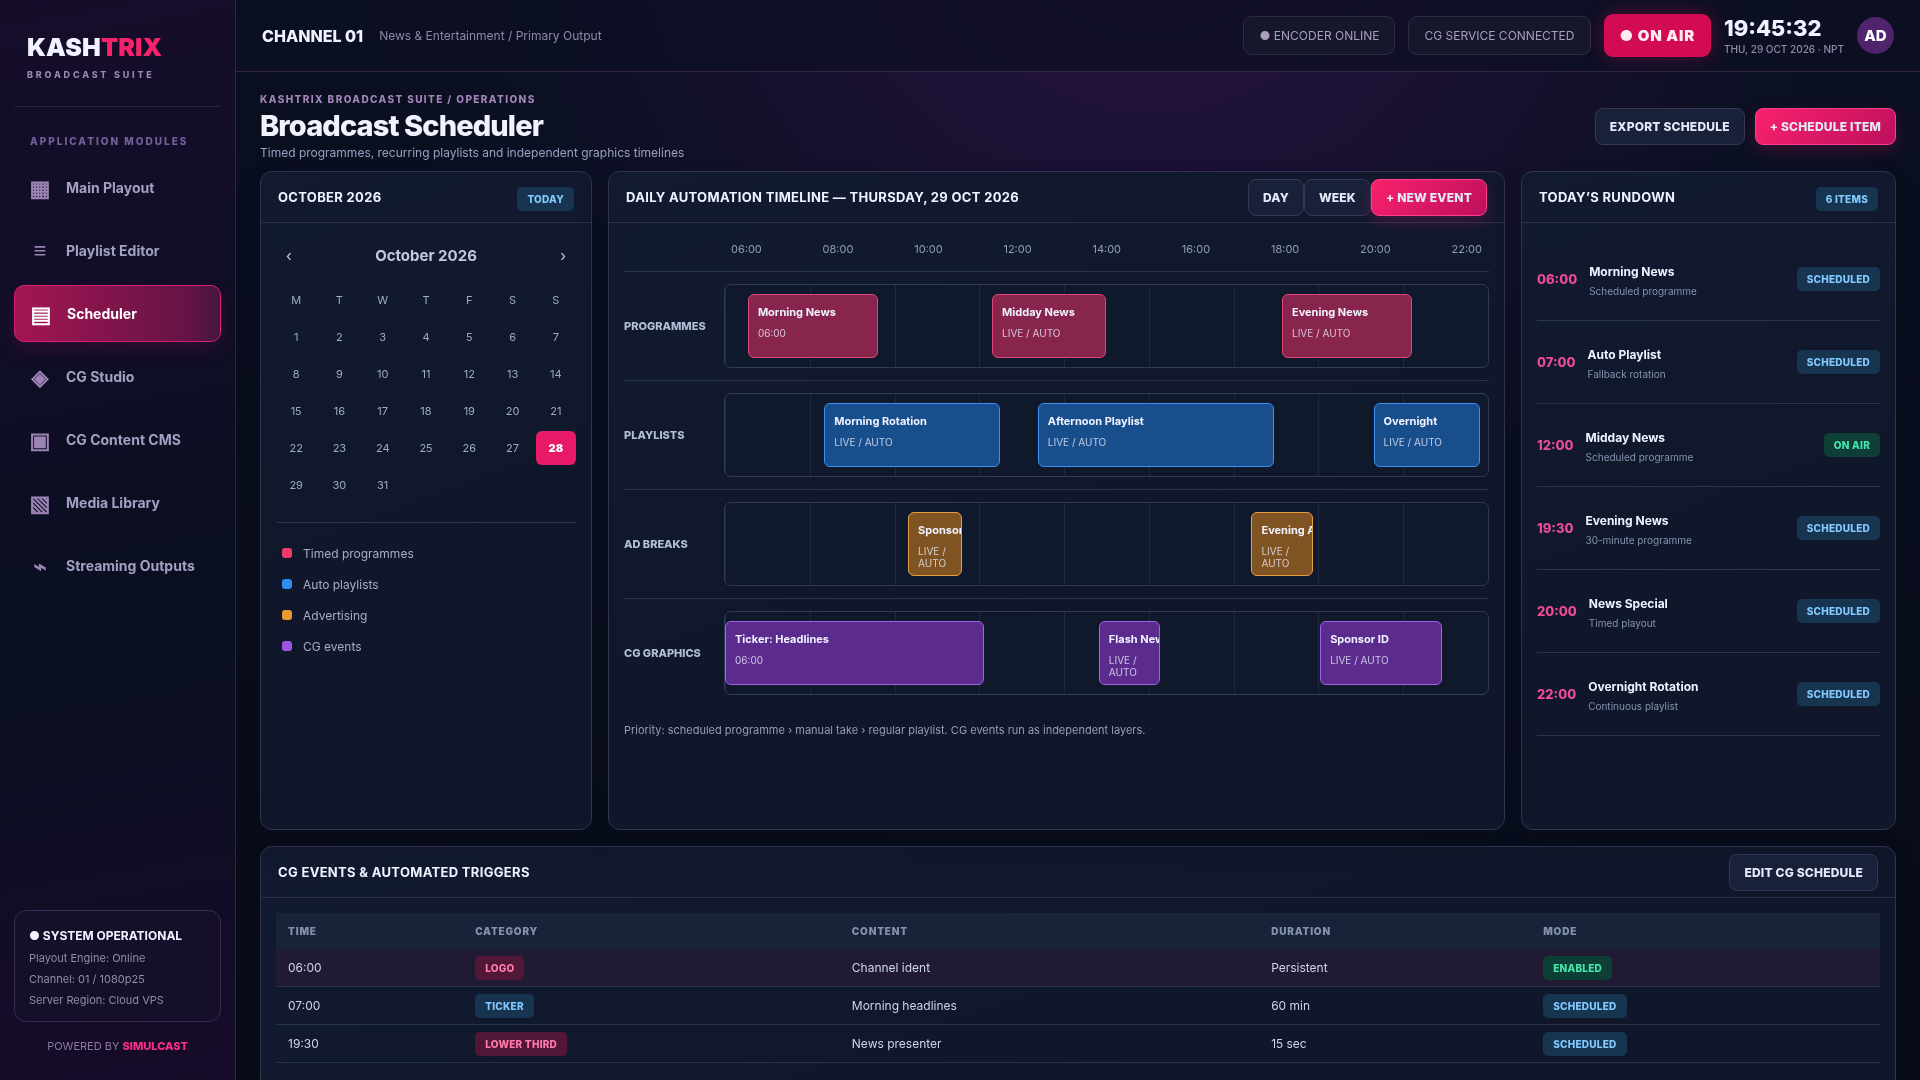 KASHTRIX
BROADCAST SUITE
APPLICATION MODULES
Main Playout
Playlist Editor
Scheduler
CG Studio
CG Content CMS
Media Library
Streaming Outputs
● SYSTEM OPERATIONAL
Playout Engine: Online
Channel: 01 / 1080p25
Server Region: Cloud VPS
POWERED BY SIMULCAST
CHANNEL 01 News & Entertainment / Primary Output
● ENCODER ONLINE
CG SERVICE CONNECTED
● ON AIR
19:45:32
THU, 29 OCT 2026 · NPT
AD
KASHTRIX BROADCAST SUITE / OPERATIONS
Broadcast Scheduler
Timed programmes, recurring playlists and independent graphics timelines
EXPORT SCHEDULE
+ SCHEDULE ITEM
OCTOBER 2026
TODAY
‹ October 2026 ›
M T W T F S S
1 2 3 4 5 6 7
8 9 10 11 12 13 14
15 16 17 18 19 20 21
22 23 24 25 26 27 28
29 30 31
Timed programmes
Auto playlists
Advertising
CG events
DAILY AUTOMATION TIMELINE — THURSDAY, 29 OCT 2026
DAY
WEEK
+ NEW EVENT
06:00 08:00 10:00 12:00 14:00 16:00 18:00 20:00 22:00
PROGRAMMES
Morning News
06:00
Midday News
LIVE / AUTO
Evening News
LIVE / AUTO
PLAYLISTS
Morning Rotation
LIVE / AUTO
Afternoon Playlist
LIVE / AUTO
Overnight
LIVE / AUTO
AD BREAKS
Sponsor
LIVE /
AUTO
Evening A
LIVE /
AUTO
CG GRAPHICS
Ticker: Headlines
06:00
Flash New
LIVE /
AUTO
Sponsor ID
LIVE / AUTO
Priority: scheduled programme › manual take › regular playlist. CG events run as independent layers.
TODAY’S RUNDOWN
6 ITEMS
06:00 Morning News SCHEDULED
Scheduled programme
07:00 Auto Playlist SCHEDULED
Fallback rotation
12:00 Midday News ON AIR
Scheduled programme
19:30 Evening News SCHEDULED
30-minute programme
20:00 News Special SCHEDULED
Timed playout
22:00 Overnight Rotation SCHEDULED
Continuous playlist
CG EVENTS & AUTOMATED TRIGGERS
EDIT CG SCHEDULE
TIME CATEGORY CONTENT DURATION MODE
06:00 LOGO Channel ident Persistent ENABLED
07:00 TICKER Morning headlines 60 min SCHEDULED
19:30 LOWER THIRD News presenter 15 sec SCHEDULED